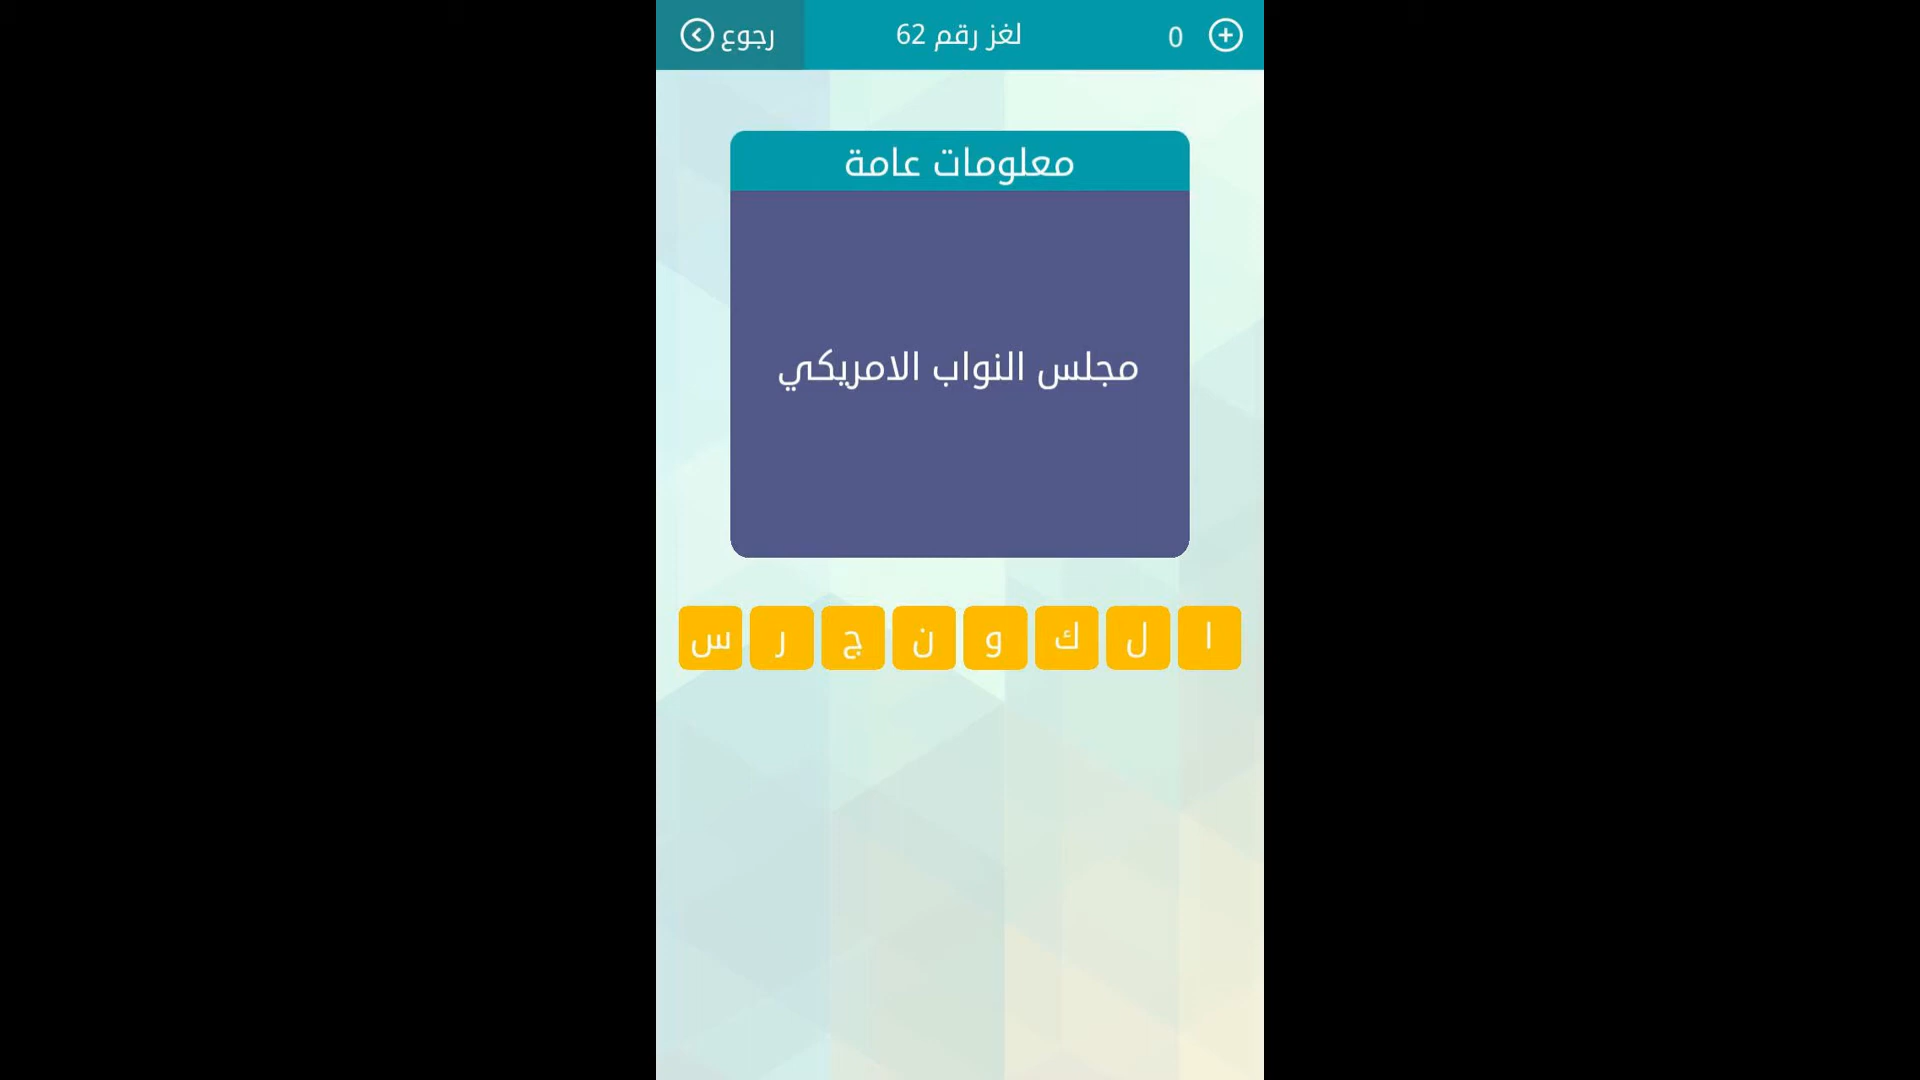 رجوع لغز رقم 62 0
معلومات عامة
مجلس النواب الامريكي
ا ل ك و ن ج ر س